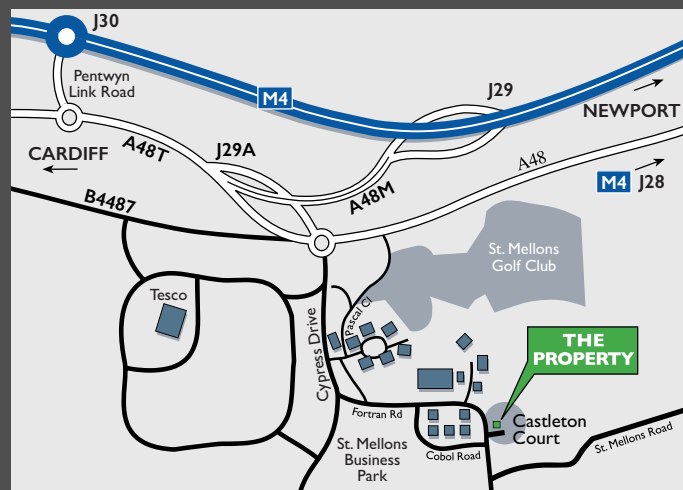 J30
Pentwyn
Link Road
M4
J29
NEWPORT
A48T
J29A
CARDIFF
A48M
A48
M4 J28
B4487
St. Mellons
Golf Club
Tesco
Cypress Drive
Pascal Cl
THE
PROPERTY
Fortran Rd
Castleton
Court
St. Mellons Road
St. Mellons
Business
Park
Cobol Road